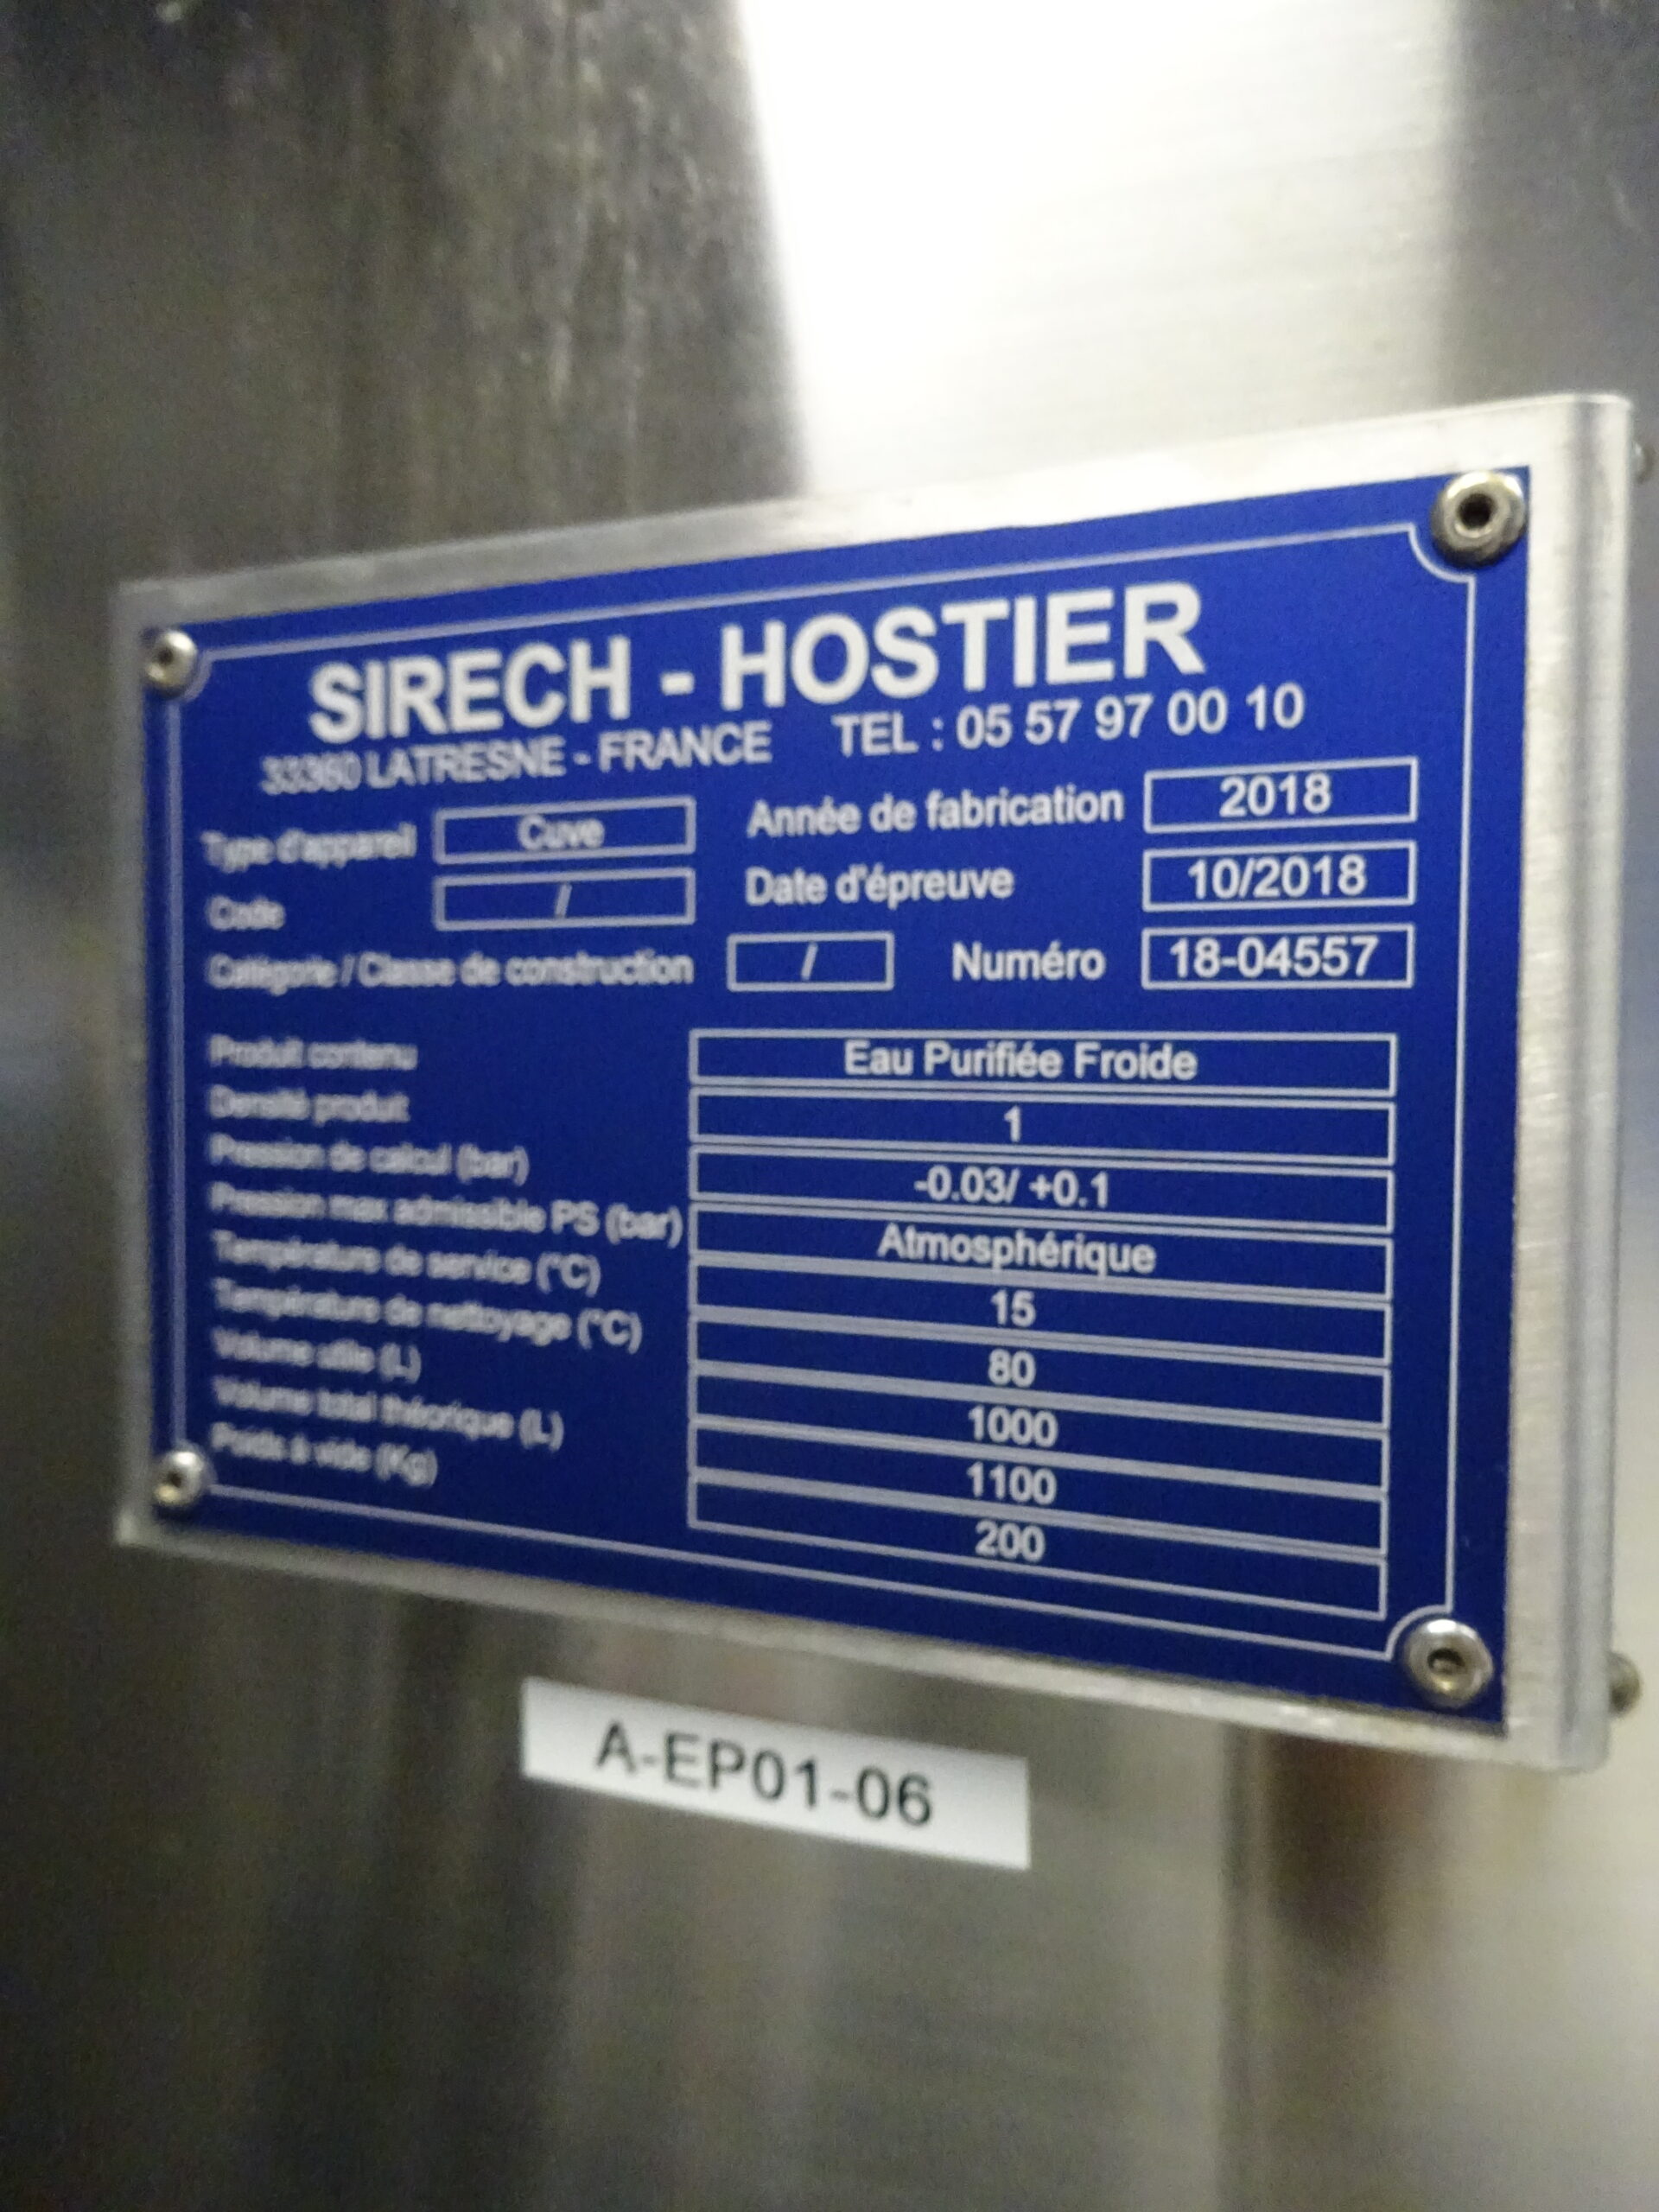 SIRECH - HOSTIER
33360 LATRESNE - FRANCE TEL : 05 57 97 00 10
Type d'appareil Cuve Année de fabrication 2018
Code / Date d'épreuve 10/2018
Catégorie / Classe de construction / Numéro 18-04557
Produit contenu Eau Purifiée Froide
Densité produit 1
Pression de calcul (bar) -0.03/ +0.1
Pression max admissible PS (bar) Atmosphérique
Température de service (°C) 15
Température de nettoyage (°C) 80
Volume utile (L) 1000
Volume total théorique (L) 1100
Poids à vide (Kg) 200
A-EP01-06